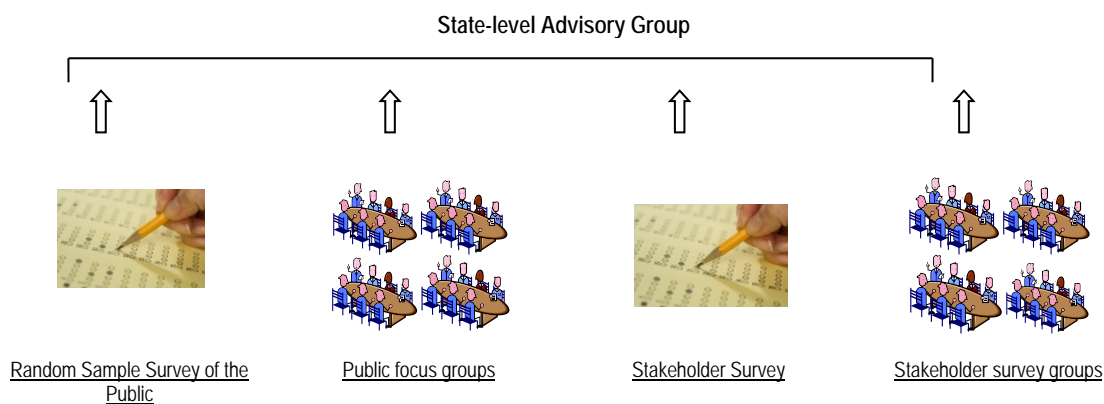 State-level Advisory Group
Random Sample Survey of the
Public
Public focus groups
Stakeholder Survey
Stakeholder survey groups